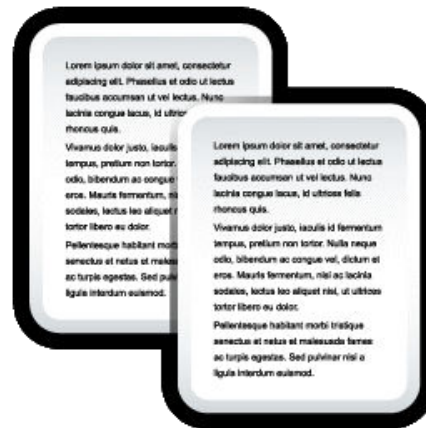 Lorem ipsum dolor sit amet, consectetur
adipiscing elit. Phasellus et odio ut lectus
faucibus accumsan ut vel lectus. Nunc
lacinia congue lacus, id ultrices
rhoncus quis.
Vivamus dolor justo, iaculis
tempus, pretium non tortor.
odio, bibendum ac congue
eros. Mauris fermentum,
sodales, lectus leo aliquet
tortor libero eu dolor.
Pellentesque habitant morbi
senectus et netus et
ac turpis egestas. Sed
ligula interdum euismod.
Lorem ipsum dolor sit amet, consectetur
adipiscing elit. Phasellus et odio ut lectus
faucibus accumsan ut vel lectus. Nunc
lacinia congue lacus, id ultrices felis
rhoncus quis.
Vivamus dolor justo, iaculis id fermentum
tempus, pretium non tortor. Nulla neque
odio, bibendum ac congue vel, dictum et
eros. Mauris fermentum, nisl ac lacinia
sodales, lectus leo aliquet nisl, ut ultrices
tortor libero eu dolor.
Pellentesque habitant morbi tristique
senectus et netus et malesuada fames
ac turpis egestas. Sed pulvinar nisl a
ligula interdum euismod.